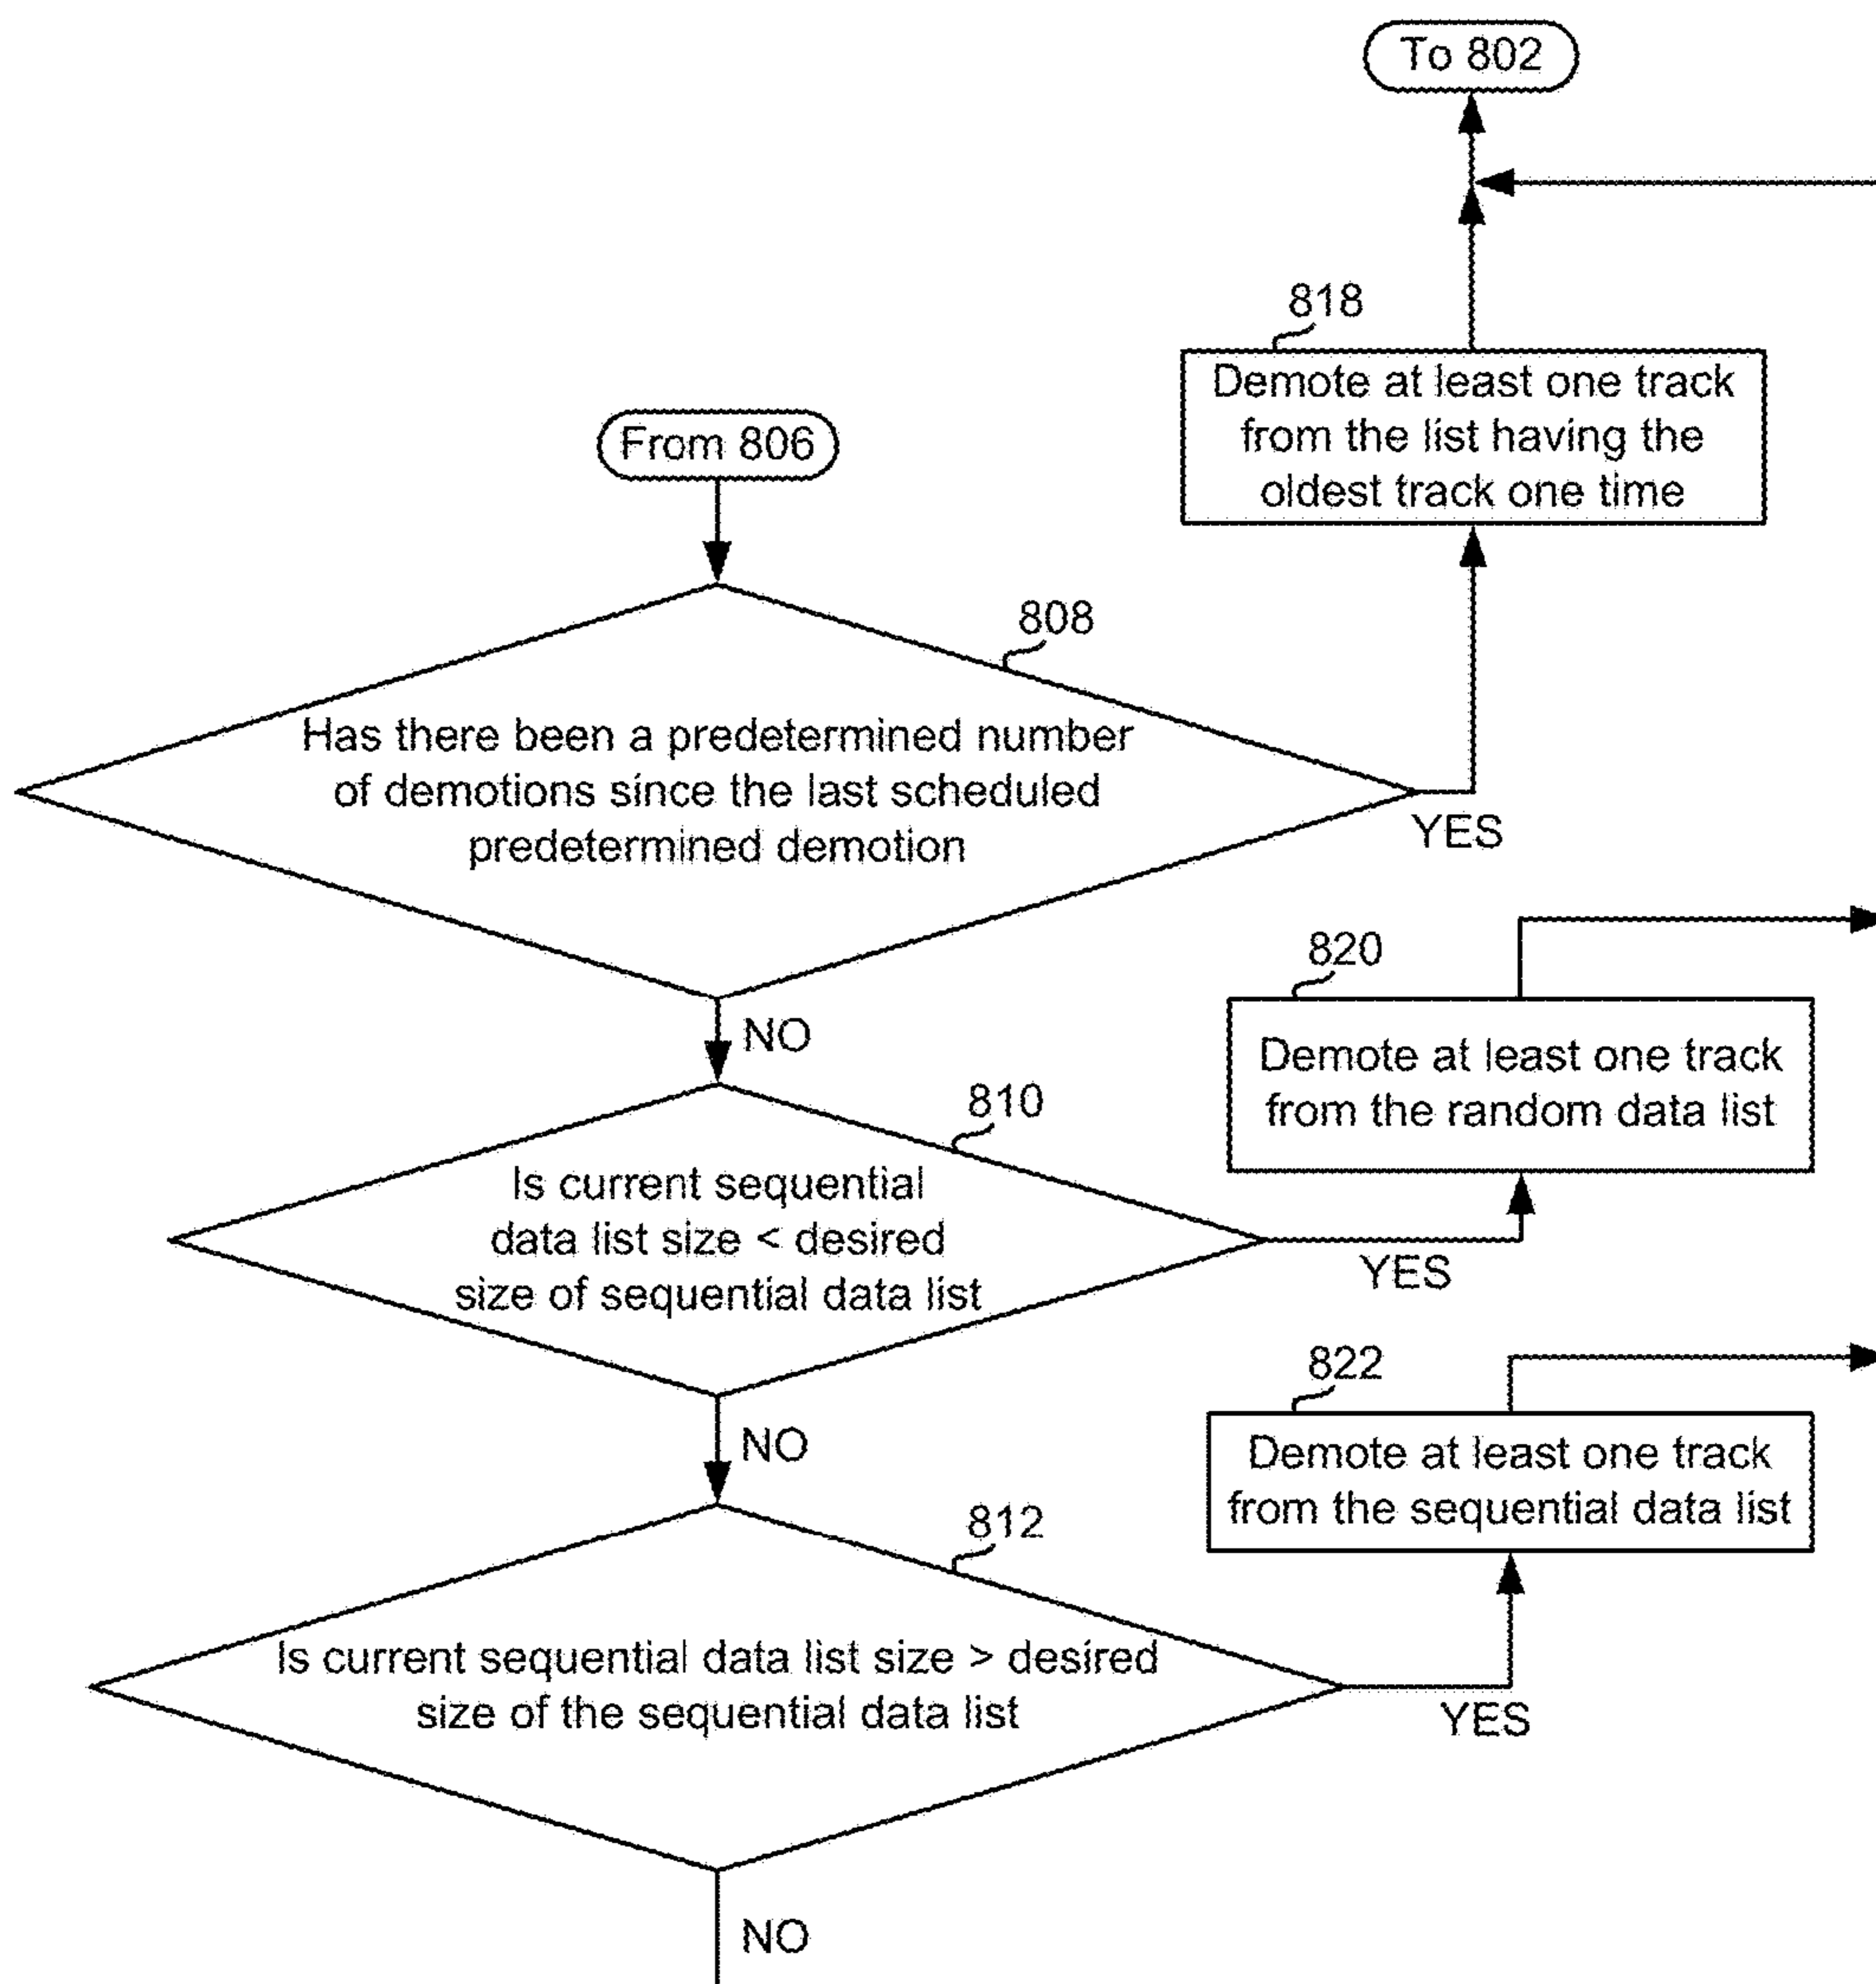 To 802
818
Demote at least one track
from the list having the
oldest track one time
From 806
808
Has there been a predetermined number
of demotions since the last scheduled
predetermined demotion
YES
NO
820
Demote at least one track
from the random data list
810
Is current sequential
data list size < desired
size of sequential data list
YES
NO
822
Demote at least one track
from the sequential data list
812
Is current sequential data list size > desired
size of the sequential data list
YES
NO